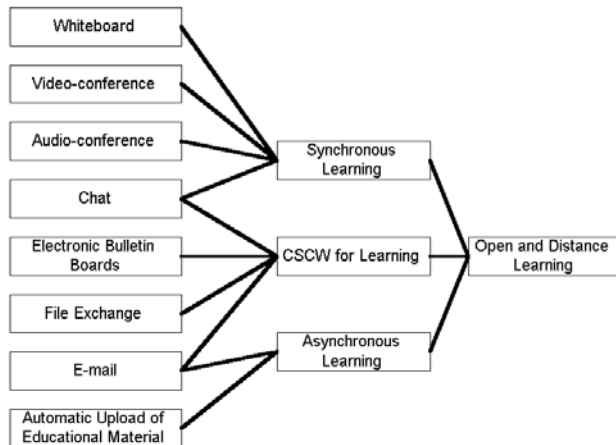 Whiteboard
Video-conference
Audio-conference
Chat
Electronic Bulletin
Boards
File Exchange
E-mail
Automatic Upload of
Educational Material
Synchronous
Learning
CSCW for Learning
Asynchronous
Learning
Open and Distance
Learning